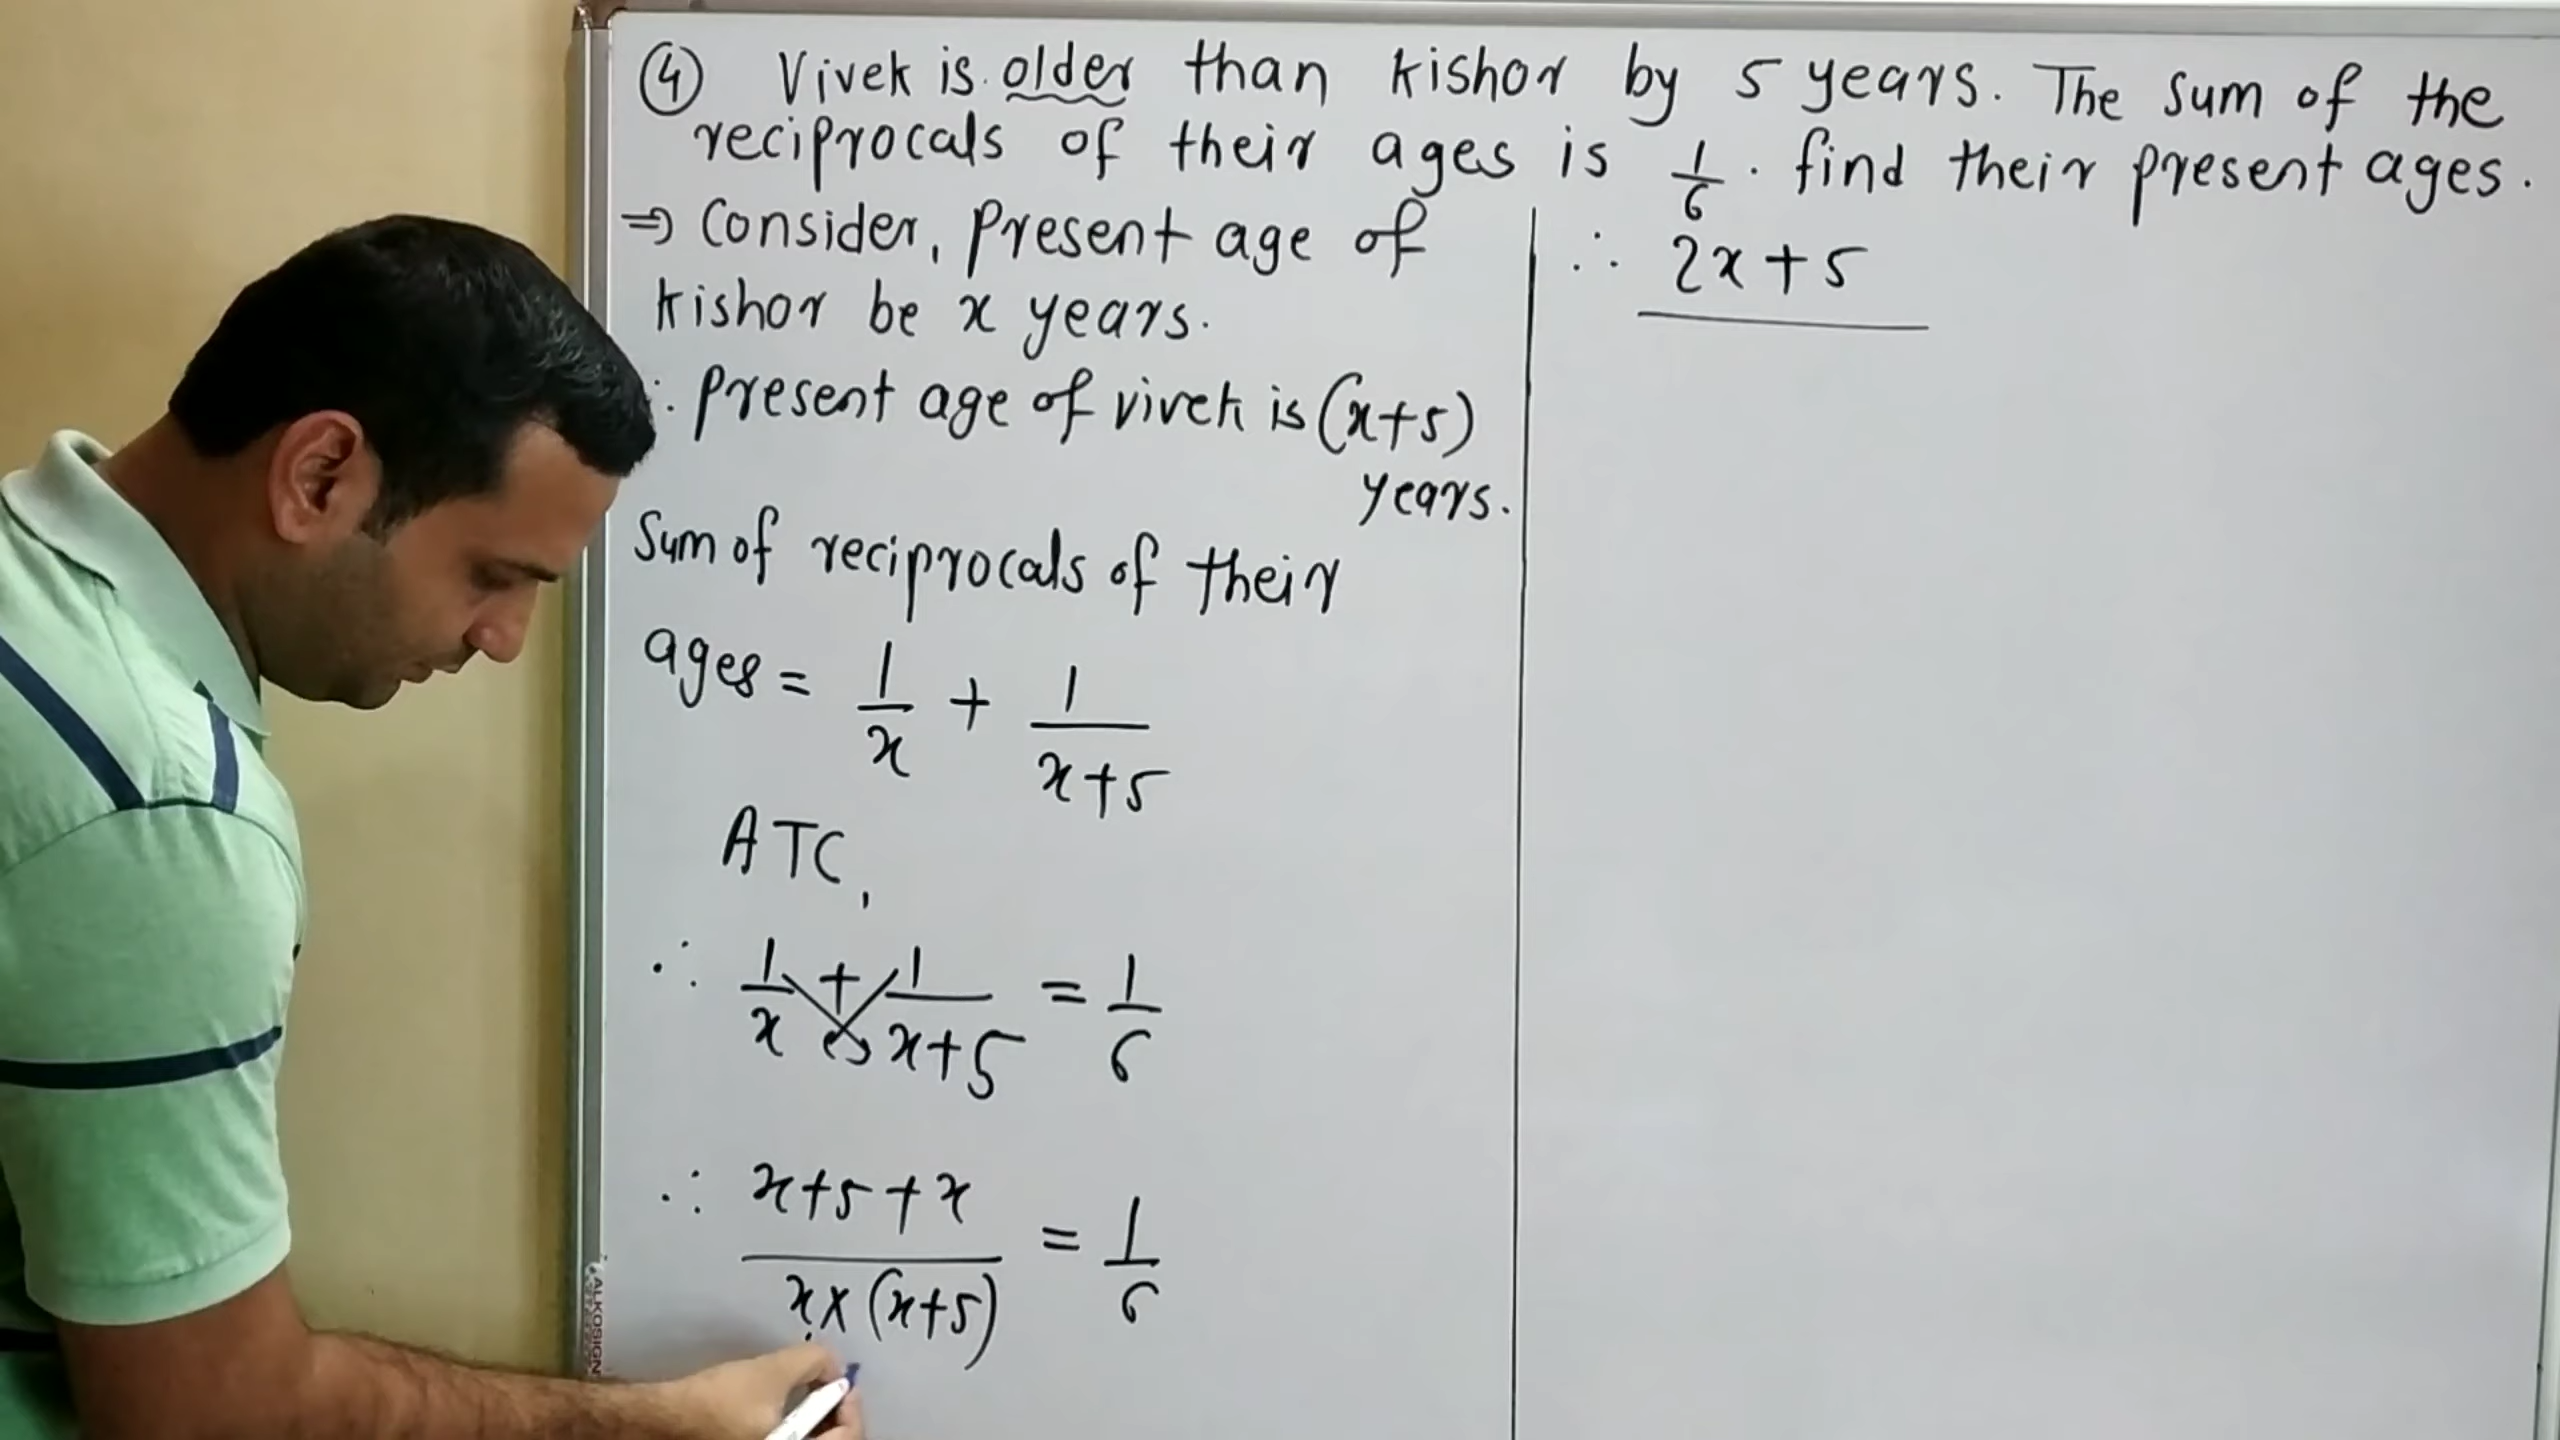 ④ Vivek is older than kishor by 5 years. The sum of the
reciprocals of their ages is 1/6. find their present ages.
⇒ Consider, present age of
kishor be x years.
∴ present age of vivek is (x+5)
years.
Sum of reciprocals of their
ages = 1/x + 1/(x+5)
ATC,
∴ 1/x + 1/(x+5) = 1/6
∴ (x+5+x)/(x×(x+5)) = 1/6
∴ 2x+5
ALKOSIGN